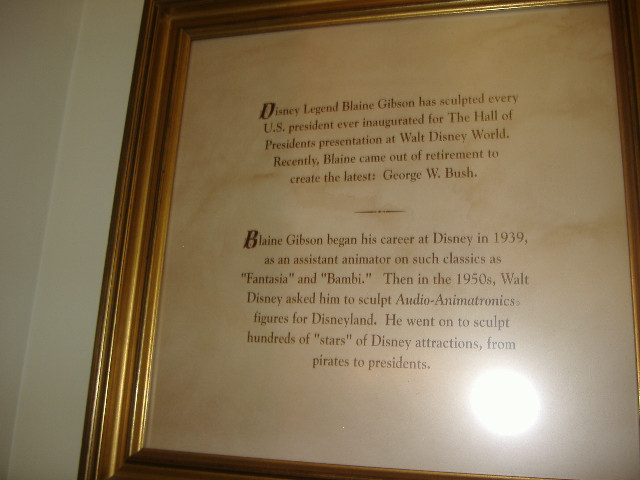 Disney Legend Blaine Gibson has sculpted every
U.S. president ever inaugurated for The Hall of
Presidents presentation at Walt Disney World.
Recently, Blaine came out of retirement to
create the latest: George W. Bush.
Blaine Gibson began his career at Disney in 1939,
as an assistant animator on such classics as
"Fantasia" and "Bambi." Then in the 1950s, Walt
Disney asked him to sculpt Audio-Animatronics®
figures for Disneyland. He went on to sculpt
hundreds of "stars" of Disney attractions, from
pirates to presidents.